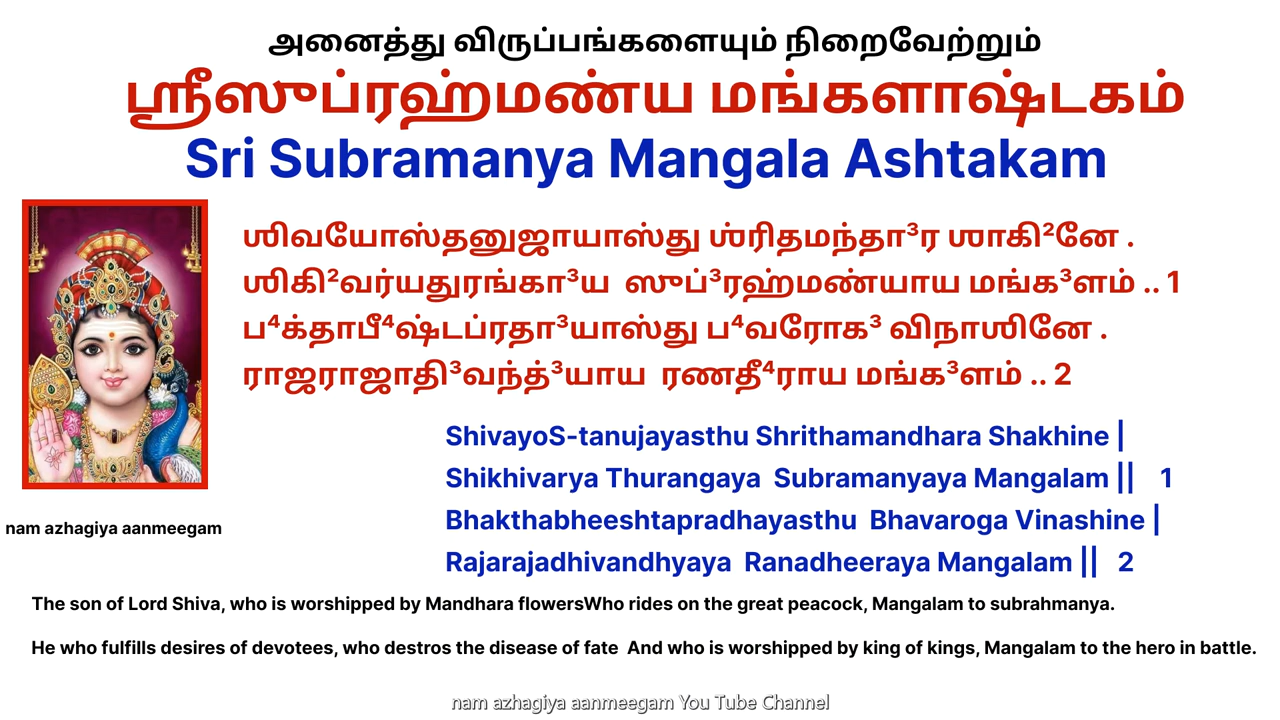 அனைத்து விருப்பங்களையும் நிறைவேற்றும்
ஸ்ரீஸுப்ரஹ்மண்ய மங்களாஷ்டகம்
Sri Subramanya Mangala Ashtakam
ஶிவயோஸ்தனுஜாயாஸ்து ஶ்ரிதமந்தா³ர ஶாகி²னே .
ஶிகி²வர்யதுரங்கா³ய ஸுப்³ரஹ்மண்யாய மங்க³ளம் .. 1
ப⁴க்தாபீ⁴ஷ்டப்ரதா³யாஸ்து ப⁴வரோக³ விநாஶினே .
ராஜராஜாதி³வந்த்³யாய ரணதீ⁴ராய மங்க³ளம் .. 2
ShivayoS-tanujayasthu Shrithamandhara Shakhine |
Shikhivarya Thurangaya Subramanyaya Mangalam || 1
Bhakthabheeshtapradhayasthu Bhavaroga Vinashine |
Rajarajadhivandhyaya Ranadheeraya Mangalam || 2
nam azhagiya aanmeegam
The son of Lord Shiva, who is worshipped by Mandhara flowersWho rides on the great peacock, Mangalam to subrahmanya.
He who fulfills desires of devotees, who destros the disease of fate And who is worshipped by king of kings, Mangalam to the hero in battle.
nam azhagiya aanmeegam You Tube Channel